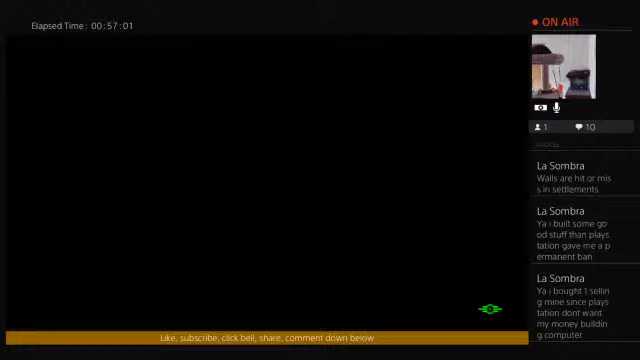 Elapsed Time: 00:57:01
ON AIR
1
10
mods
La Sombra
Walls are hit or mis
s in settlements
La Sombra
Ya i built some go
od stuff than plays
tation gave me a p
ermanent ban
La Sombra
Ya i bought 1 sellin
g mine since plays
tation dont want
my money buildin
g computer
Like, subscribe, click bell, share, comment down below